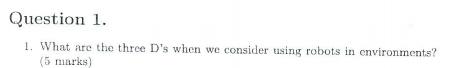 Question 1.
1. What are the three D's when we consider using robots in environments?
(5 marks)